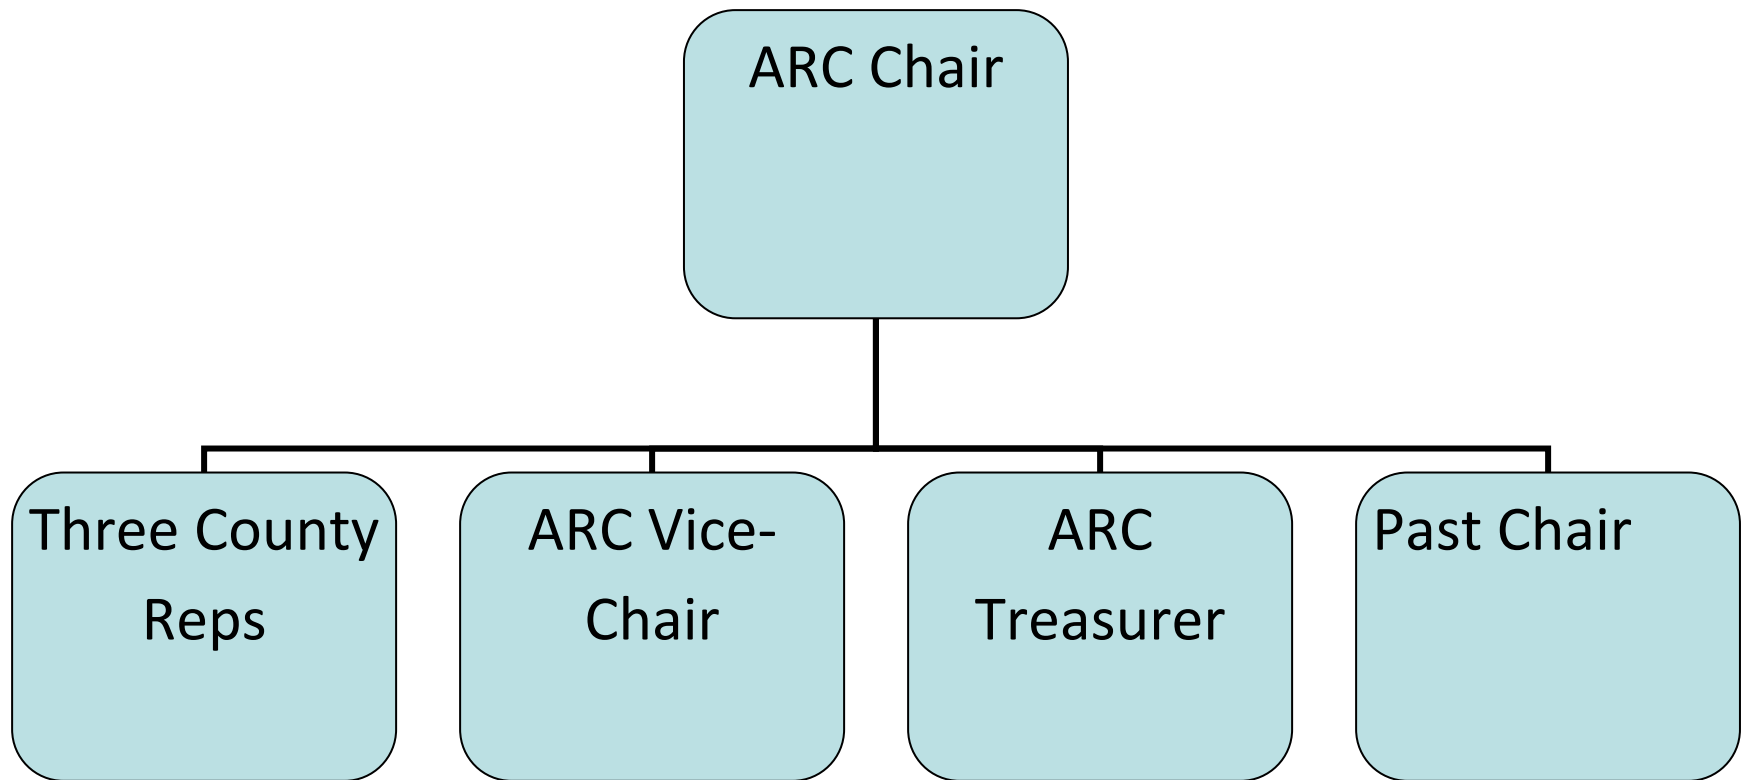 ARC Chair
Three County
Reps
ARC Vice-
Chair
ARC
Treasurer
Past Chair